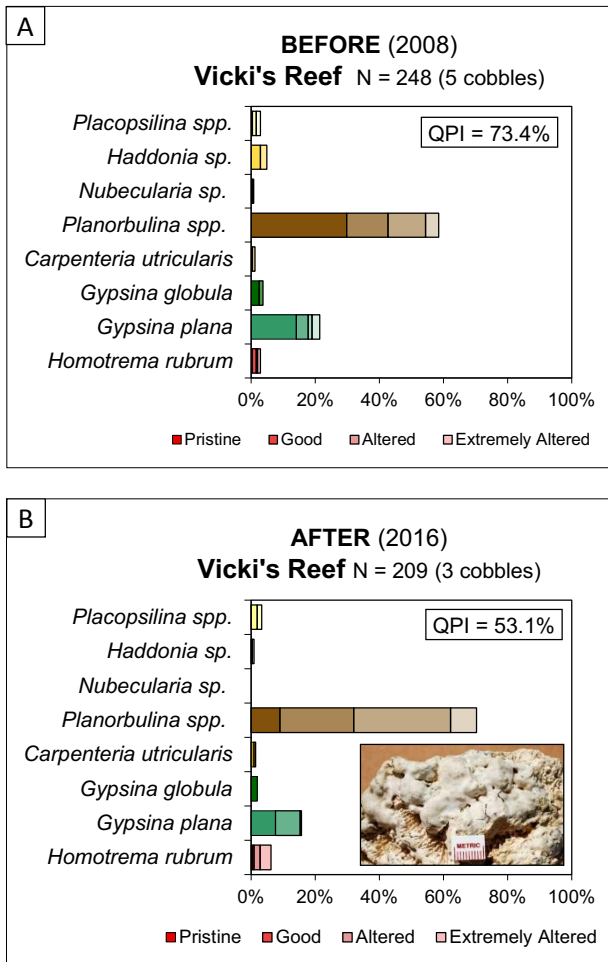 A
BEFORE (2008)
Vicki's Reef N = 248 (5 cobbles)
QPI = 73.4%
Placopsilina spp.
Haddonia sp.
Nubecularia sp.
Planorbulina spp.
Carpenteria utricularis
Gypsina globula
Gypsina plana
Homotrema rubrum
0% 20% 40% 60% 80% 100%
Pristine Good Altered Extremely Altered
B
AFTER (2016)
Vicki's Reef N = 209 (3 cobbles)
QPI = 53.1%
Placopsilina spp.
Haddonia sp.
Nubecularia sp.
Planorbulina spp.
Carpenteria utricularis
Gypsina globula
Gypsina plana
Homotrema rubrum
METRIC
0% 20% 40% 60% 80% 100%
Pristine Good Altered Extremely Altered